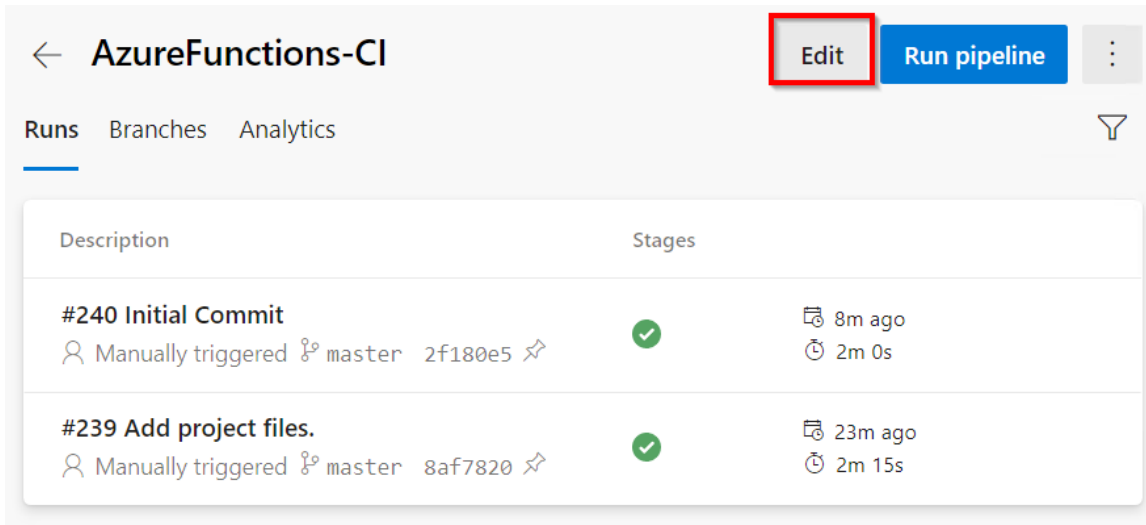 AzureFunctions-CI
Edit
Run pipeline
Runs Branches Analytics
Description Stages
#240 Initial Commit
8m ago
Manually triggered master 2f180e5
2m 0s
#239 Add project files.
23m ago
Manually triggered master 8af7820
2m 15s